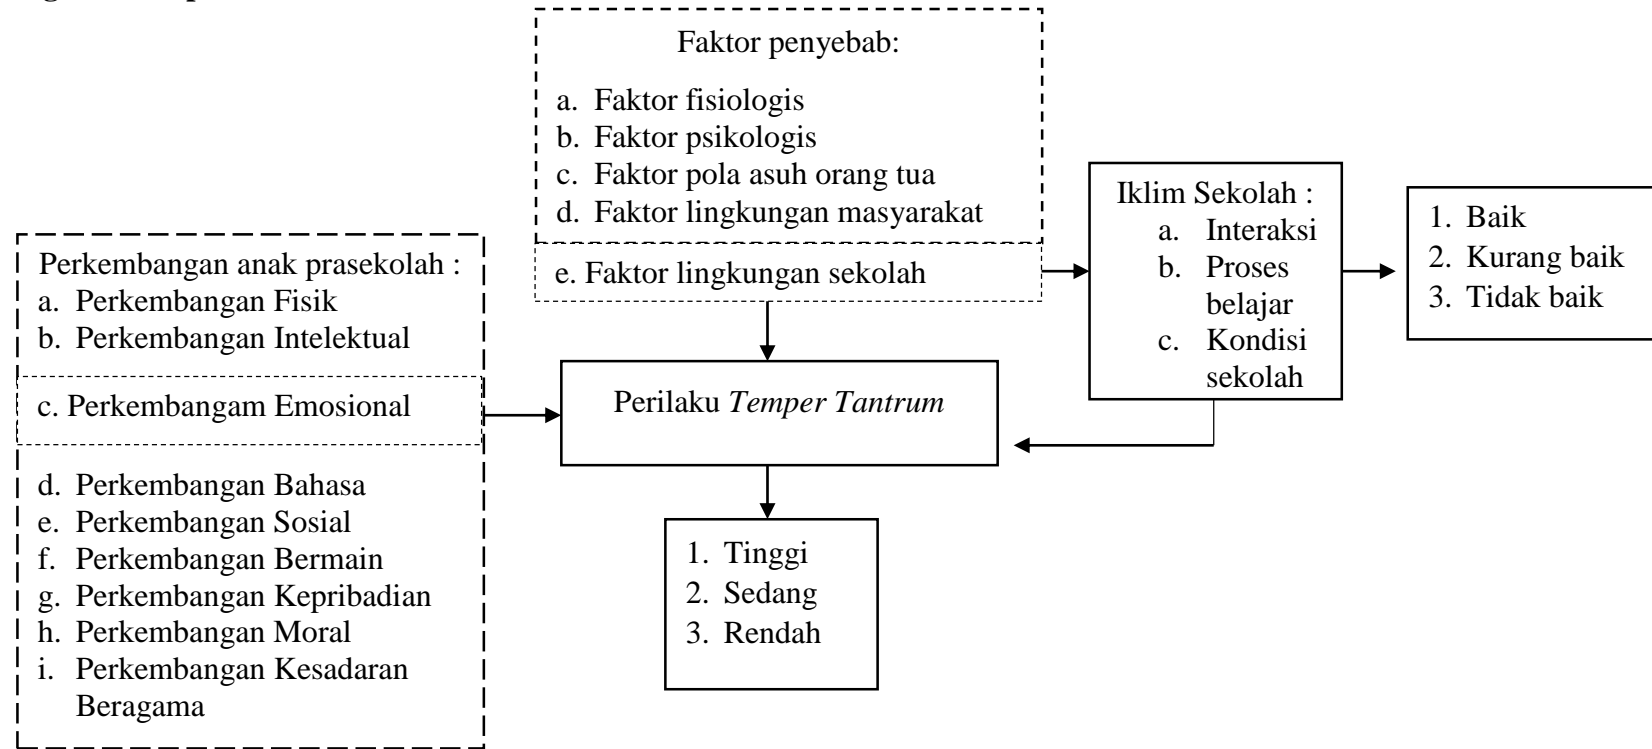 Faktor penyebab:
a. Faktor fisiologis
b. Faktor psikologis
c. Faktor pola asuh orang tua
d. Faktor lingkungan masyarakat
e. Faktor lingkungan sekolah
Iklim Sekolah :
a. Interaksi
b. Proses
belajar
c. Kondisi
sekolah
1. Baik
2. Kurang baik
3. Tidak baik
Perkembangan anak prasekolah :
a. Perkembangan Fisik
b. Perkembangan Intelektual
c. Perkembangam Emosional
d. Perkembangan Bahasa
e. Perkembangan Sosial
f. Perkembangan Bermain
g. Perkembangan Kepribadian
h. Perkembangan Moral
i. Perkembangan Kesadaran
Beragama
Perilaku Temper Tantrum
1. Tinggi
2. Sedang
3. Rendah